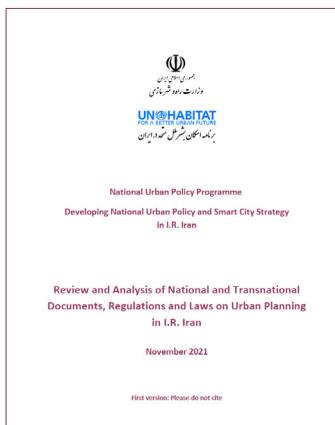 جمهوری اسلامی ایران
وزارت راه و شهرسازی
UN@HABITAT
FOR A BETTER URBAN FUTURE
برنامه اسکان بشر ملل متحد در ایران
National Urban Policy Programme
Developing National Urban Policy and Smart City Strategy
in I.R. Iran
Review and Analysis of National and Transnational
Documents, Regulations and Laws on Urban Planning
in I.R. Iran
November 2021
First version: Please do not cite